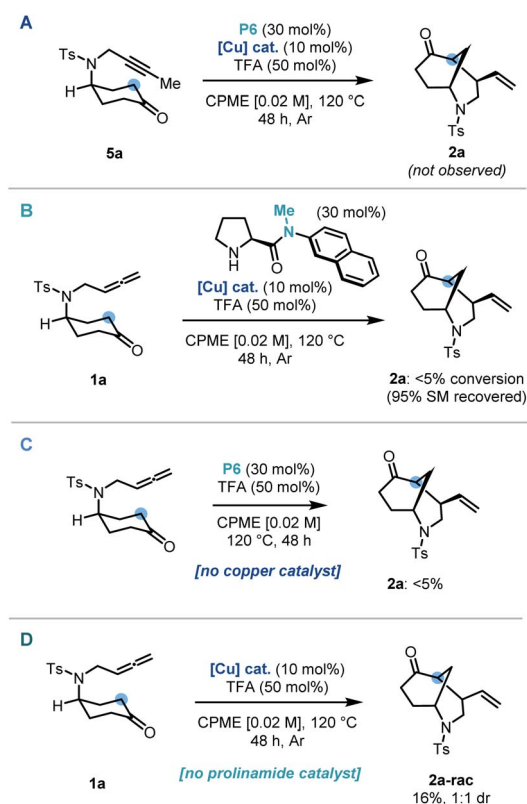 A
Ts
N
H
Me
O
5a
P6 (30 mol%)
[Cu] cat. (10 mol%)
TFA (50 mol%)
CPME [0.02 M], 120 °C
48 h, Ar
O
N
Ts
2a
(not observed)
B
Ts
N
H
O
1a
Me
N
(30 mol%)
N
H
O
[Cu] cat. (10 mol%)
TFA (50 mol%)
CPME [0.02 M], 120 °C
48 h, Ar
O
N
Ts
2a: <5% conversion
(95% SM recovered)
C
Ts
N
H
O
P6 (30 mol%)
TFA (50 mol%)
CPME [0.02 M]
120 °C, 48 h
[no copper catalyst]
O
N
Ts
2a: <5%
D
Ts
N
H
O
1a
[Cu] cat. (10 mol%)
TFA (50 mol%)
CPME [0.02 M], 120 °C
48 h, Ar
[no prolinamide catalyst]
O
N
Ts
2a-rac
16%, 1:1 dr